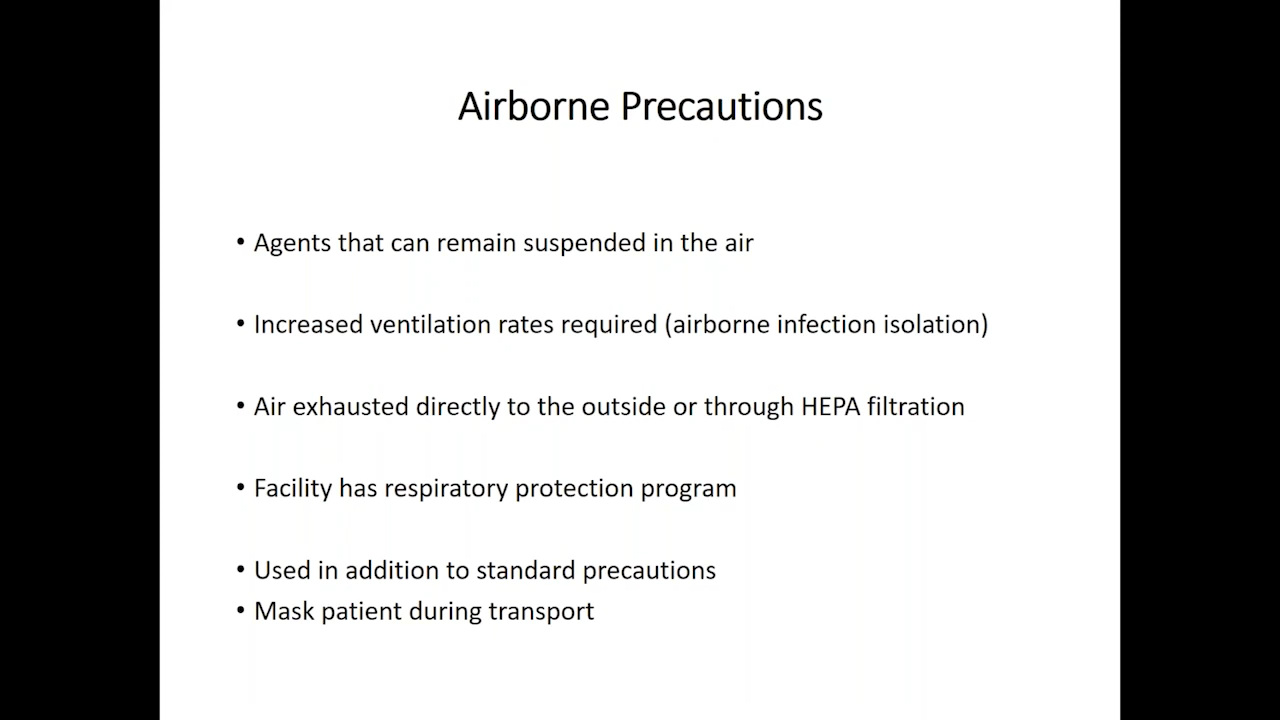 Airborne Precautions
• Agents that can remain suspended in the air
• Increased ventilation rates required (airborne infection isolation)
• Air exhausted directly to the outside or through HEPA filtration
• Facility has respiratory protection program
• Used in addition to standard precautions
• Mask patient during transport